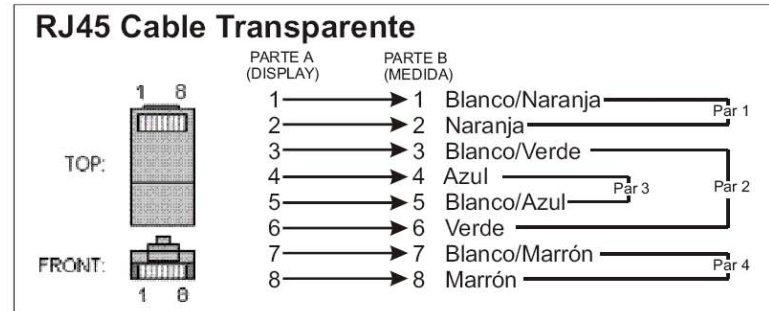 RJ45 Cable Transparente
PARTE A
(DISPLAY)
PARTE B
(MEDIDA)
1 8
TOP:
FRONT:
1 8
1 1 Blanco/Naranja
2 2 Naranja
Par 1
3 3 Blanco/Verde
4 4 Azul
5 5 Blanco/Azul
Par 3
6 6 Verde
Par 2
7 7 Blanco/Marrón
8 8 Marrón
Par 4